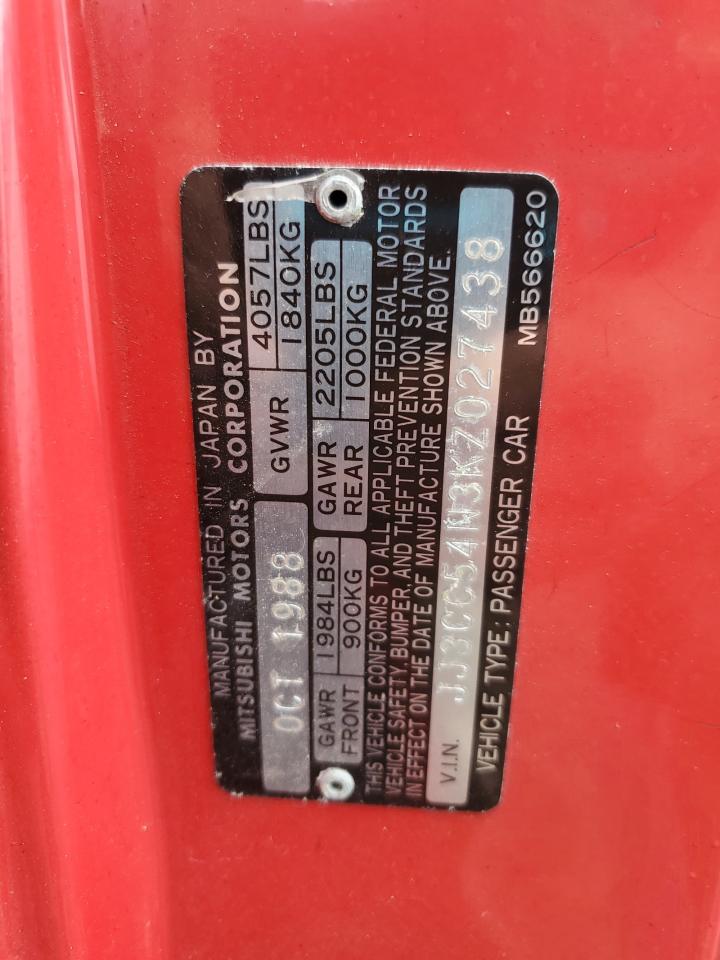 MANUFACTURED IN JAPAN BY
MITSUBISHI MOTORS CORPORATION
OCT 1988 GVWR 4057LBS
1840KG
GAWR 1984LBS GAWR 2205LBS
FRONT 900KG REAR 1000KG
THIS VEHICLE CONFORMS TO ALL APPLICABLE FEDERAL MOTOR
VEHICLE SAFETY, BUMPER, AND THEFT PREVENTION STANDARDS
IN EFFECT ON THE DATE OF MANUFACTURE SHOWN ABOVE.
V.I.N. JJ3CC54W3KZ027438
VEHICLE TYPE: PASSENGER CAR MB566620